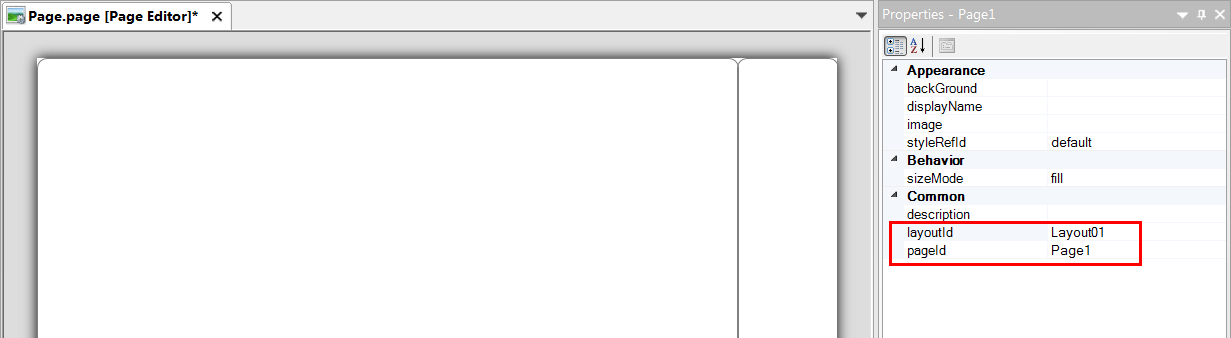 Page.page [Page Editor]*
Properties - Page1
Appearance
backGround
displayName
image
styleRefId default
Behavior
sizeMode fill
Common
description
layoutId Layout01
pageId Page1